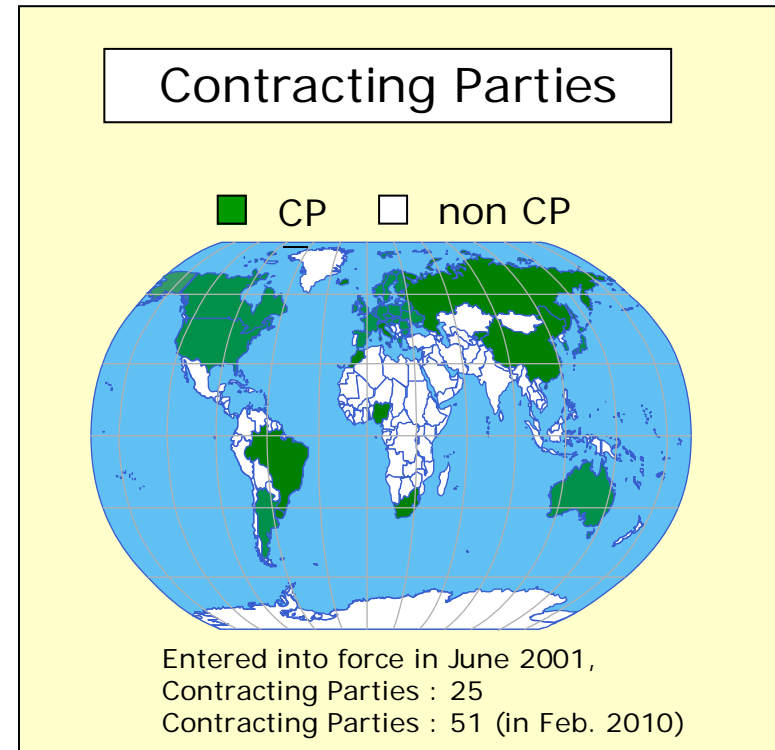 Contracting Parties
CP non CP
Entered into force in June 2001,
Contracting Parties : 25
Contracting Parties : 51 (in Feb. 2010)